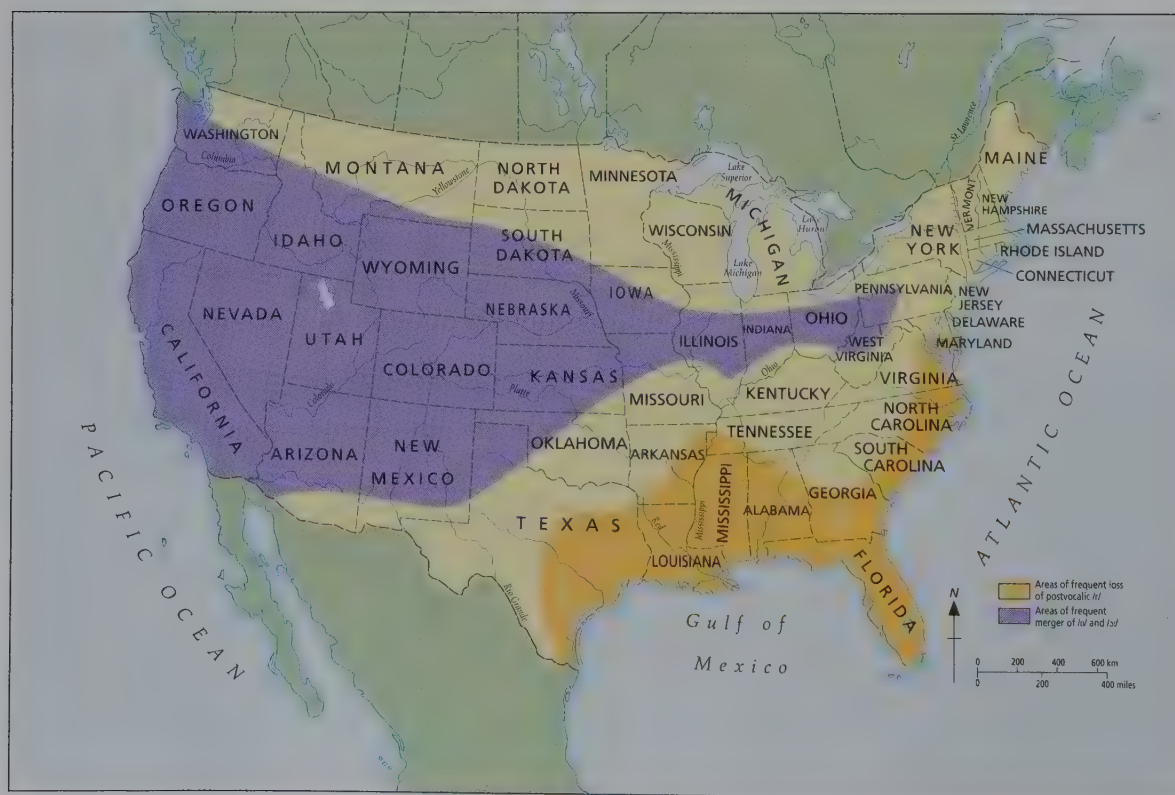 WASHINGTON
Columbia
MONTANA
Yellowstone
NORTH
DAKOTA
MINNESOTA
Lake
Superior
St. Lawrence
MAINE
VERMONT
NEW
HAMPSHIRE
MASSACHUSETTS
RHODE ISLAND
CONNECTICUT
OREGON
IDAHO
WYOMING
SOUTH
DAKOTA
WISCONSIN
Mississippi
MICHIGAN
Lake
Huron
Lake
Michigan
NEW
YORK
PENNSYLVANIA
NEW
JERSEY
DELAWARE
MARYLAND
NEVADA
UTAH
NEBRASKA
Missouri
IOWA
ILLINOIS
INDIANA
OHIO
WEST
VIRGINIA
VIRGINIA
CALIFORNIA
COLORADO
Colorado
KANSAS
Platte
MISSOURI
Ohio
KENTUCKY
NORTH
CAROLINA
ARIZONA
NEW
MEXICO
OKLAHOMA
ARKANSAS
TENNESSEE
SOUTH
CAROLINA
TEXAS
Red
Mississippi
MISSISSIPPI
ALABAMA
GEORGIA
LOUISIANA
FLORIDA
Rio Grande
PACIFIC OCEAN
ATLANTIC OCEAN
Gulf of
Mexico
Areas of frequent loss
of postvocalic /r/
Areas of frequent
merger of /ɒ/ and /ɔː/
N
0 200 400 600 km
0 200 400 miles